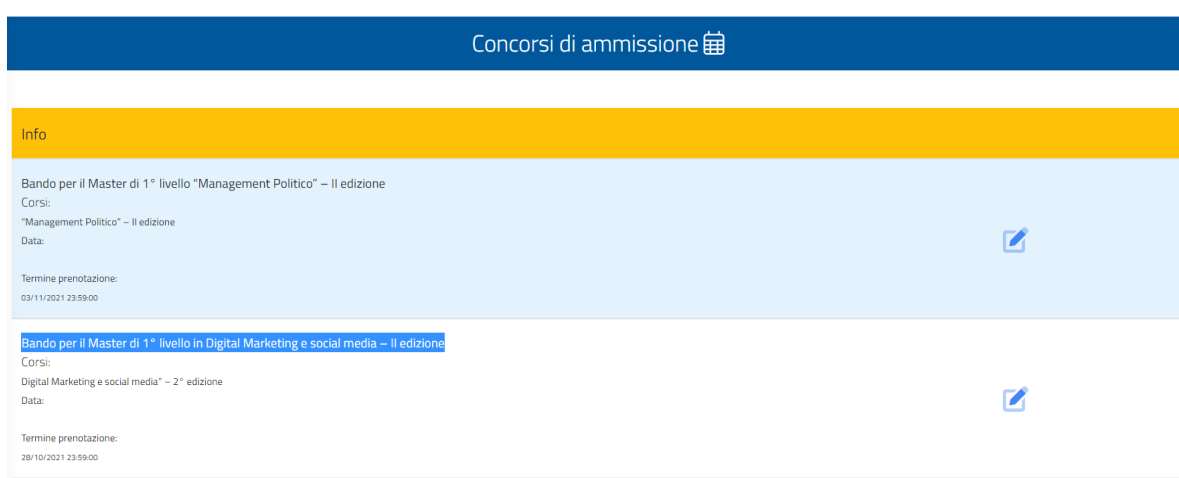 Concorsi di ammissione
Info
Bando per il Master di 1° livello “Management Politico” – II edizione
Corsi:
“Management Politico” – II edizione
Data:
Termine prenotazione:
03/11/2021 23:59:00
Bando per il Master di 1° livello in Digital Marketing e social media – II edizione
Corsi:
Digital Marketing e social media” – 2° edizione
Data:
Termine prenotazione:
28/10/2021 23:59:00